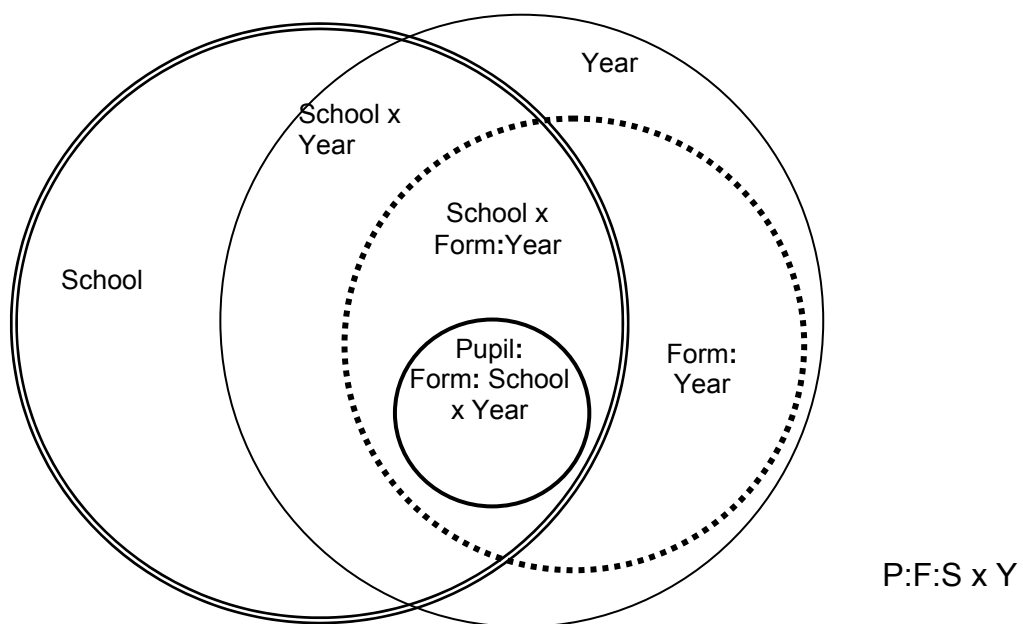 Year
School x
Year
School x
Form:Year
School
Pupil:
Form: School
x Year
Form:
Year
P:F:S x Y